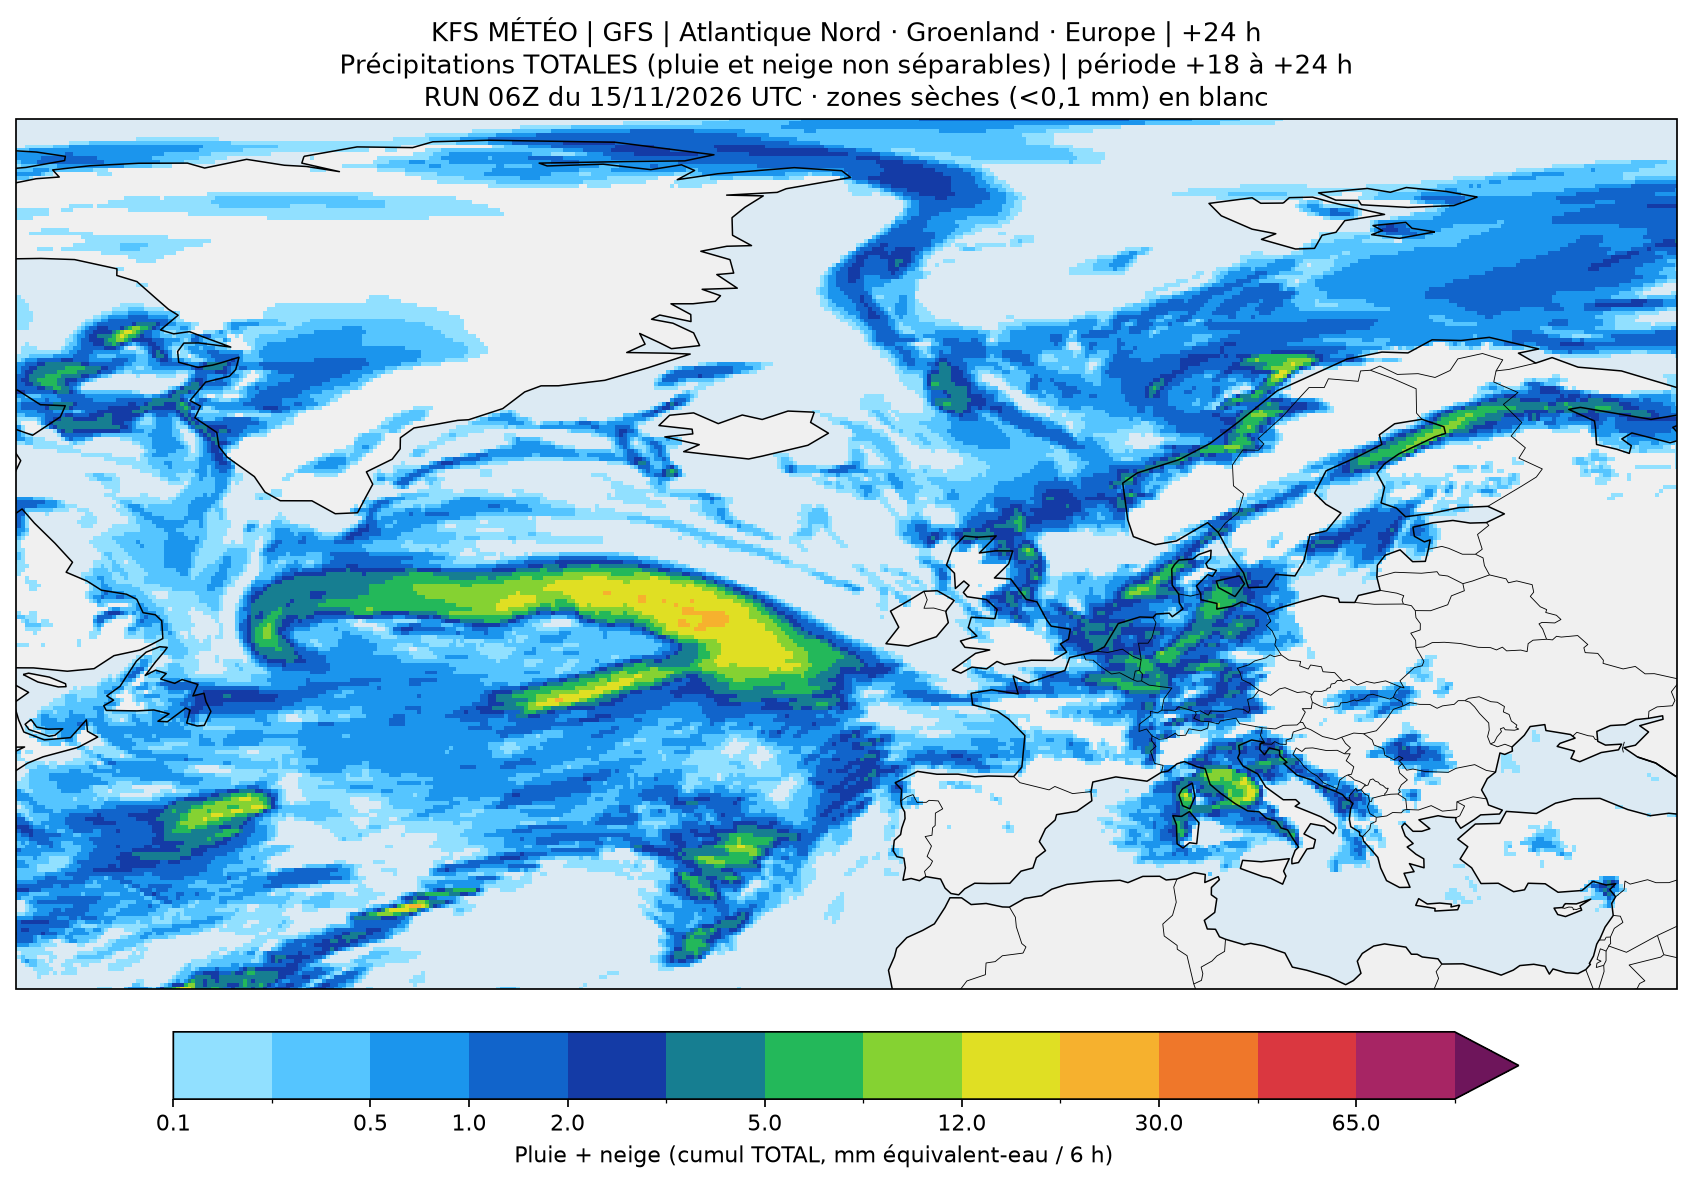 KFS MÉTÉO | GFS | Atlantique Nord · Groenland · Europe | +24 h
Précipitations TOTALES (pluie et neige non séparables) | période +18 à +24 h
RUN 06Z du 15/11/2026 UTC · zones sèches (<0,1 mm) en blanc
0.1 0.5 1.0 2.0 5.0 12.0 30.0 65.0
Pluie + neige (cumul TOTAL, mm équivalent-eau / 6 h)